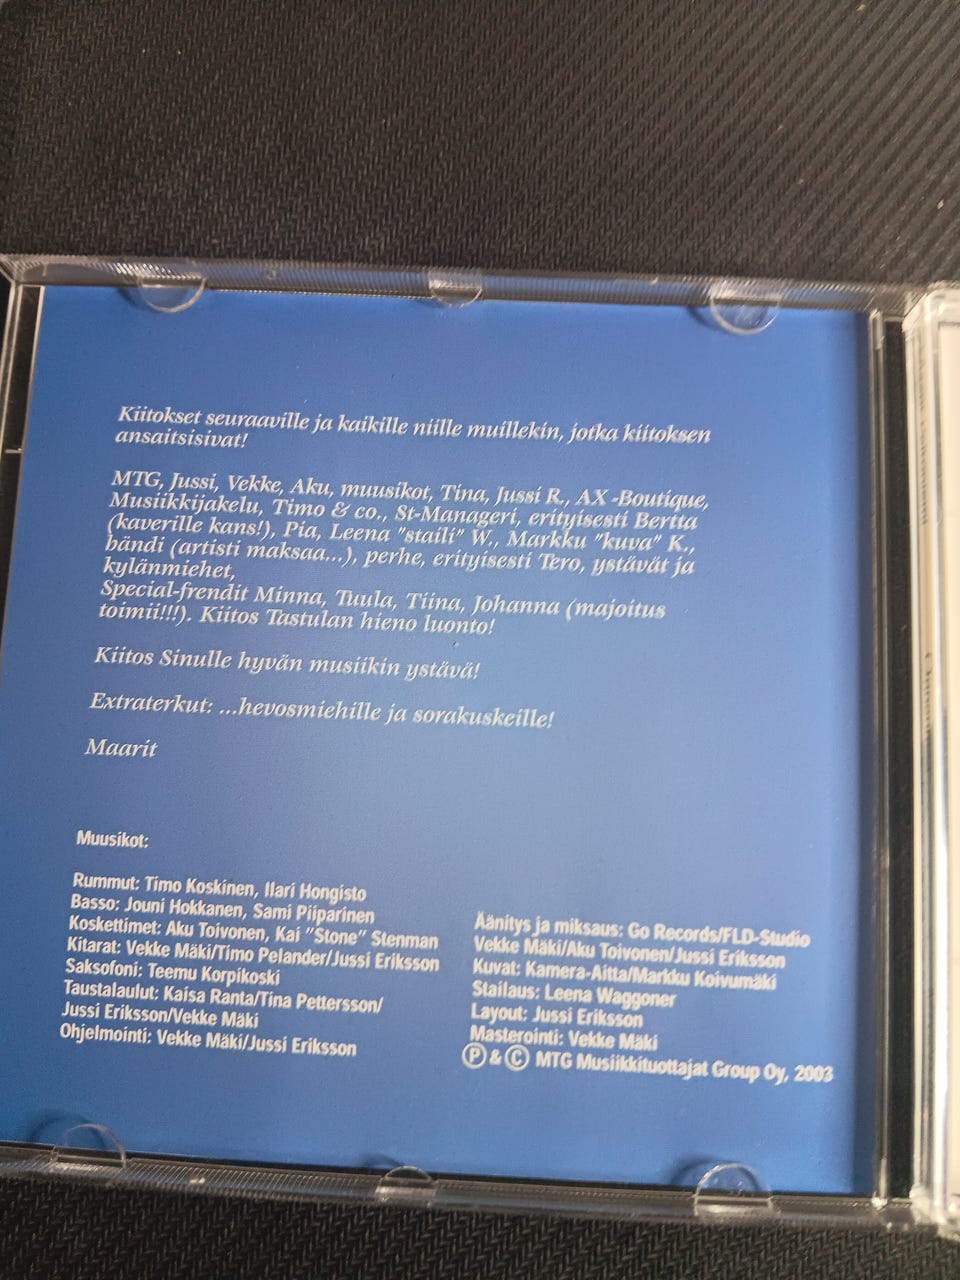 Kiitokset seuraaville ja kaikille niille muillekin, jotka kiitoksen
ansaitsisivat!
MTG, Jussi, Vekke, Aku, muusikot, Tina, Jussi R., AX -Boutique,
Musiikkijakelu, Timo & co., St-Manageri, erityisesti Bertta
(kaverille kans!), Pia, Leena "staili" W., Markku "kuva" K.,
bändi (artisti maksaa...), perhe, erityisesti Tero, ystävät ja
kylänmiehet,
Special-frendit Minna, Tuula, Tiina, Johanna (majoitus
toimii!!!). Kiitos Tastulan hieno luonto!
Kiitos Sinulle hyvän musiikin ystävä!
Extraterkut: ...hevosmiehille ja sorakuskeille!
Maarit
Muusikot:
Rummut: Timo Koskinen, Ilari Hongisto
Basso: Jouni Hokkanen, Sami Piiparinen
Koskettimet: Aku Toivonen, Kai "Stone" Stenman
Kitarat: Vekke Mäki/Timo Pelander/Jussi Eriksson
Saksofoni: Teemu Korpikoski
Taustalaulut: Kaisa Ranta/Tina Pettersson/
Jussi Eriksson/Vekke Mäki
Ohjelmointi: Vekke Mäki/Jussi Eriksson
Äänitys ja miksaus: Go Records/FLD-Studio
Vekke Mäki/Aku Toivonen/Jussi Eriksson
Kuvat: Kamera-Aitta/Markku Koivumäki
Stailaus: Leena Waggoner
Layout: Jussi Eriksson
Masterointi: Vekke Mäki
Ⓟ & © MTG Musiikkituottajat Group Oy, 2003